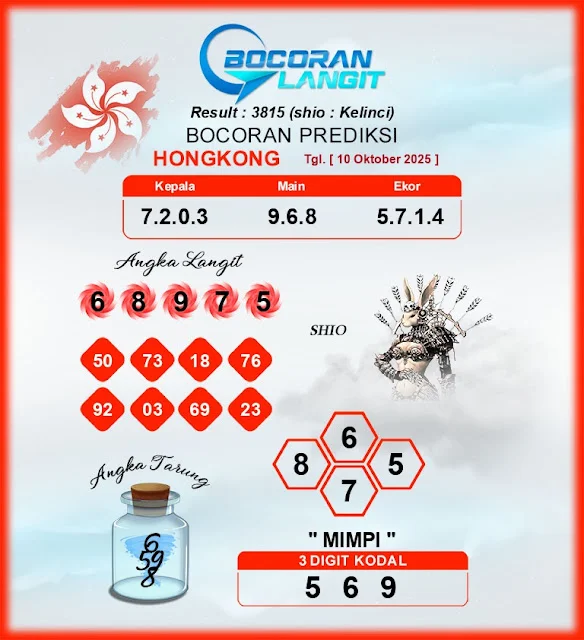 BOCORAN
LANGIT
Result : 3815 (shio : Kelinci)
BOCORAN PREDIKSI
HONGKONG Tgl. [ 10 Oktober 2025 ]
Kepala Main Ekor
7.2.0.3 9.6.8 5.7.1.4
Angka Langit
6 8 9 7 5
SHIO
50 73 18 76
92 03 69 23
6
8 5
7
Angka Tarung
6
59
8
" MIMPI "
3 DIGIT KODAL
5 6 9